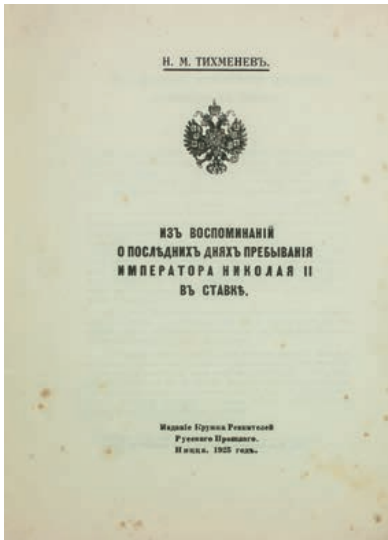 Н. М. ТИХМЕНЕВЪ.
ИЗЪ ВОСПОМИНАНІЙ
О ПОСЛѢДНИХЪ ДНЯХЪ ПРЕБЫВАНІЯ
ИМПЕРАТОРА НИКОЛАЯ II
ВЪ СТАВКѢ.
Изданіе Кружка Ревнителей
Русскаго Прошлаго.
Ницца. 1925 годъ.